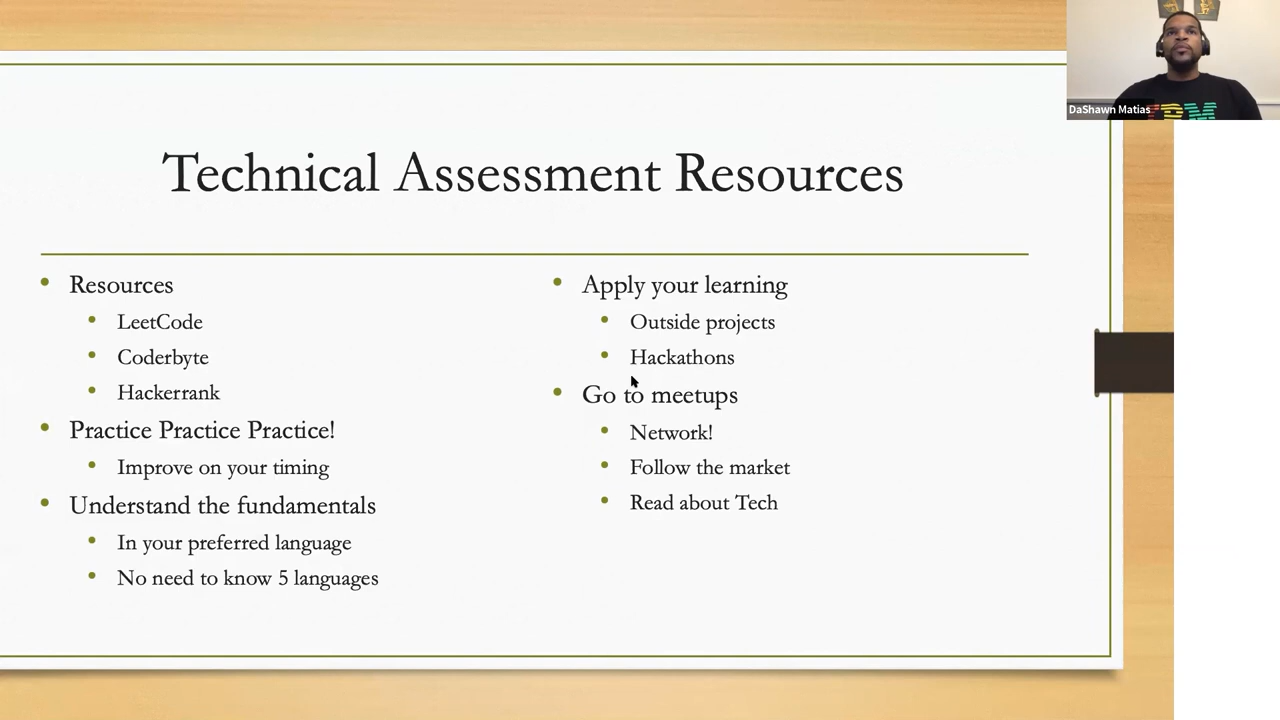 Technical Assessment Resources
Resources
LeetCode
Coderbyte
Hackerrank
Practice Practice Practice!
Improve on your timing
Understand the fundamentals
In your preferred language
No need to know 5 languages
Apply your learning
Outside projects
Hackathons
Go to meetups
Network!
Follow the market
Read about Tech
DaShawn Matias
IBM